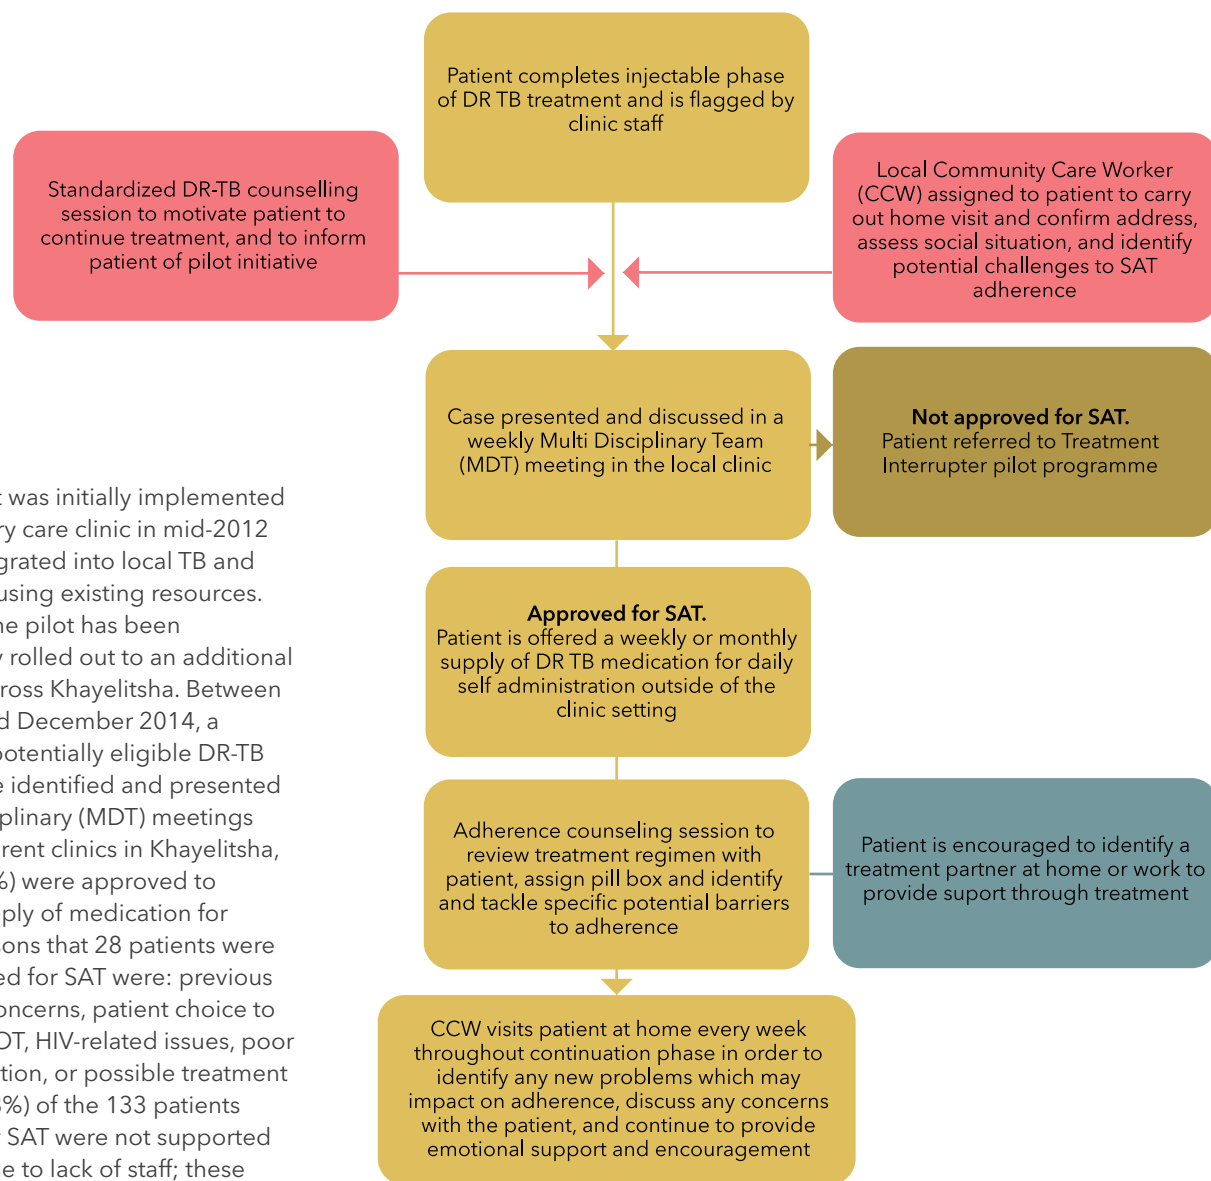 Patient completes injectable phase
of DR TB treatment and is flagged by
clinic staff
Standardized DR-TB counselling
session to motivate patient to
continue treatment, and to inform
patient of pilot initiative
Local Community Care Worker
(CCW) assigned to patient to carry
out home visit and confirm address,
assess social situation, and identify
potential challenges to SAT
adherence
Case presented and discussed in a
weekly Multi Disciplinary Team
(MDT) meeting in the local clinic
Not approved for SAT.
Patient referred to Treatment
Interrupter pilot programme
Approved for SAT.
Patient is offered a weekly or monthly
supply of DR TB medication for daily
self administration outside of the
clinic setting
Adherence counseling session to
review treatment regimen with
patient, assign pill box and identify
and tackle specific potential barriers
to adherence
Patient is encouraged to identify a
treatment partner at home or work to
provide suport through treatment
CCW visits patient at home every week
throughout continuation phase in order to
identify any new problems which may
impact on adherence, discuss any concerns
with the patient, and continue to provide
emotional support and encouragement
t was initially implemented
ry care clinic in mid-2012
grated into local TB and
using existing resources.
ne pilot has been
y rolled out to an additional
cross Khayelitsha. Between
d December 2014, a
potentially eligible DR-TB
e identified and presented
iplinary (MDT) meetings
erent clinics in Khayelitsha,
%) were approved to
pply of medication for
sons that 28 patients were
ed for SAT were: previous
oncerns, patient choice to
OT, HIV-related issues, poor
tion, or possible treatment
3%) of the 133 patients
r SAT were not supported
ue to lack of staff; these